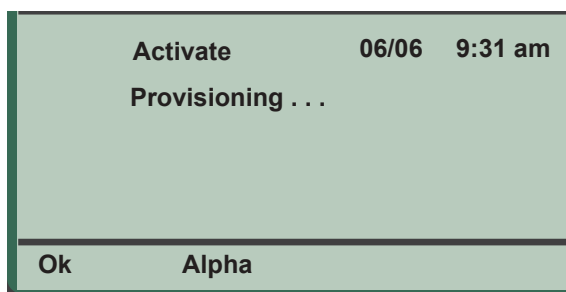 Activate 06/06 9:31 am
Provisioning . . .
Ok Alpha